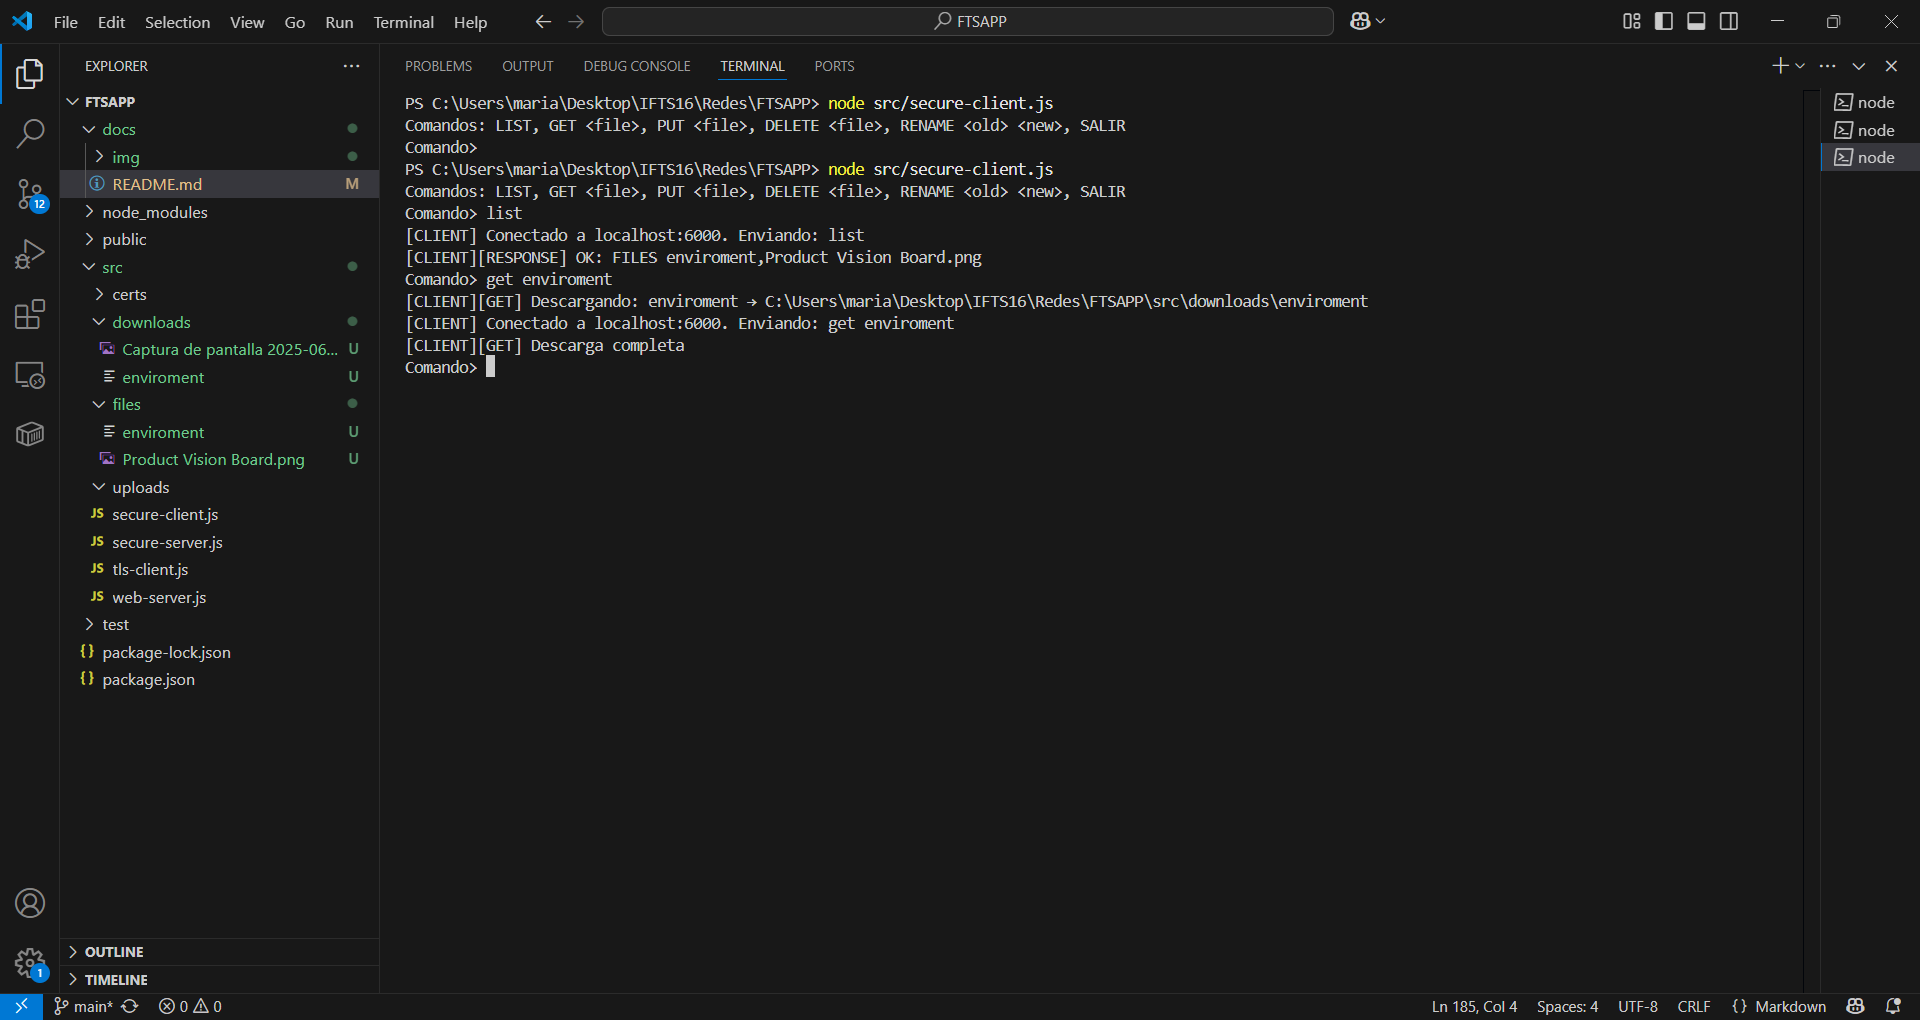 File Edit Selection View Go Run Terminal Help
FTSAPP
EXPLORER
FTSAPP
docs
img
README.md M
node_modules
public
src
certs
downloads
Captura de pantalla 2025-06... U
enviroment U
files
enviroment U
Product Vision Board.png U
uploads
JS secure-client.js
JS secure-server.js
JS tls-client.js
JS web-server.js
test
{} package-lock.json
{} package.json
OUTLINE
TIMELINE
12
1
PROBLEMS OUTPUT DEBUG CONSOLE TERMINAL PORTS
PS C:\Users\maria\Desktop\IFTS16\Redes\FTSAPP> node src/secure-client.js
Comandos: LIST, GET <file>, PUT <file>, DELETE <file>, RENAME <old> <new>, SALIR
Comando>
PS C:\Users\maria\Desktop\IFTS16\Redes\FTSAPP> node src/secure-client.js
Comandos: LIST, GET <file>, PUT <file>, DELETE <file>, RENAME <old> <new>, SALIR
Comando> list
[CLIENT] Conectado a localhost:6000. Enviando: list
[CLIENT][RESPONSE] OK: FILES enviroment,Product Vision Board.png
Comando> get enviroment
[CLIENT][GET] Descargando: enviroment → C:\Users\maria\Desktop\IFTS16\Redes\FTSAPP\src\downloads\enviroment
[CLIENT] Conectado a localhost:6000. Enviando: get enviroment
[CLIENT][GET] Descarga completa
Comando>
node
node
node
main* 0 0
Ln 185, Col 4 Spaces: 4 UTF-8 CRLF {} Markdown